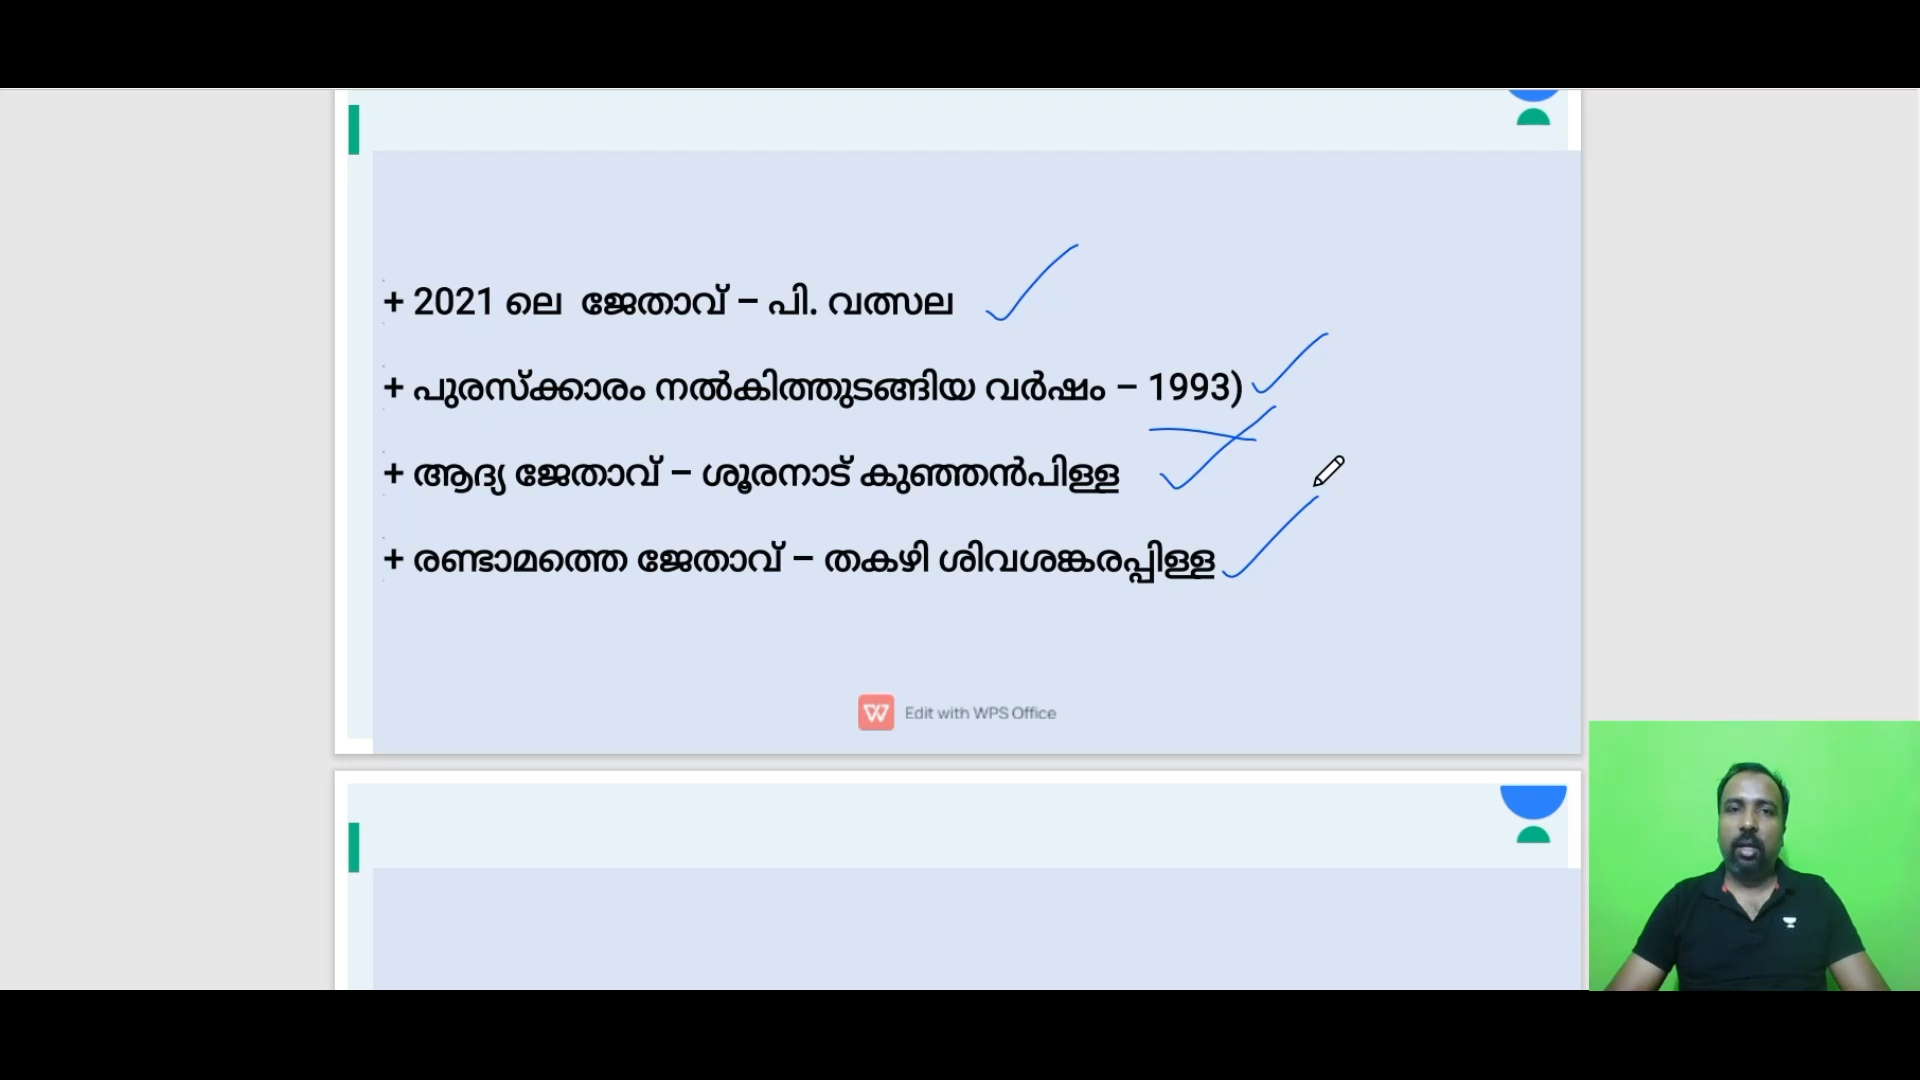 + 2021 ലെ ജേതാവ് – പി. വത്സല
+ പുരസ്ക്കാരം നൽകിത്തുടങ്ങിയ വർഷം – 1993)
+ ആദ്യ ജേതാവ് – ശൂരനാട് കുഞ്ഞൻപിള്ള
+ രണ്ടാമത്തെ ജേതാവ് – തകഴി ശിവശങ്കരപ്പിള്ള
Edit with WPS Office